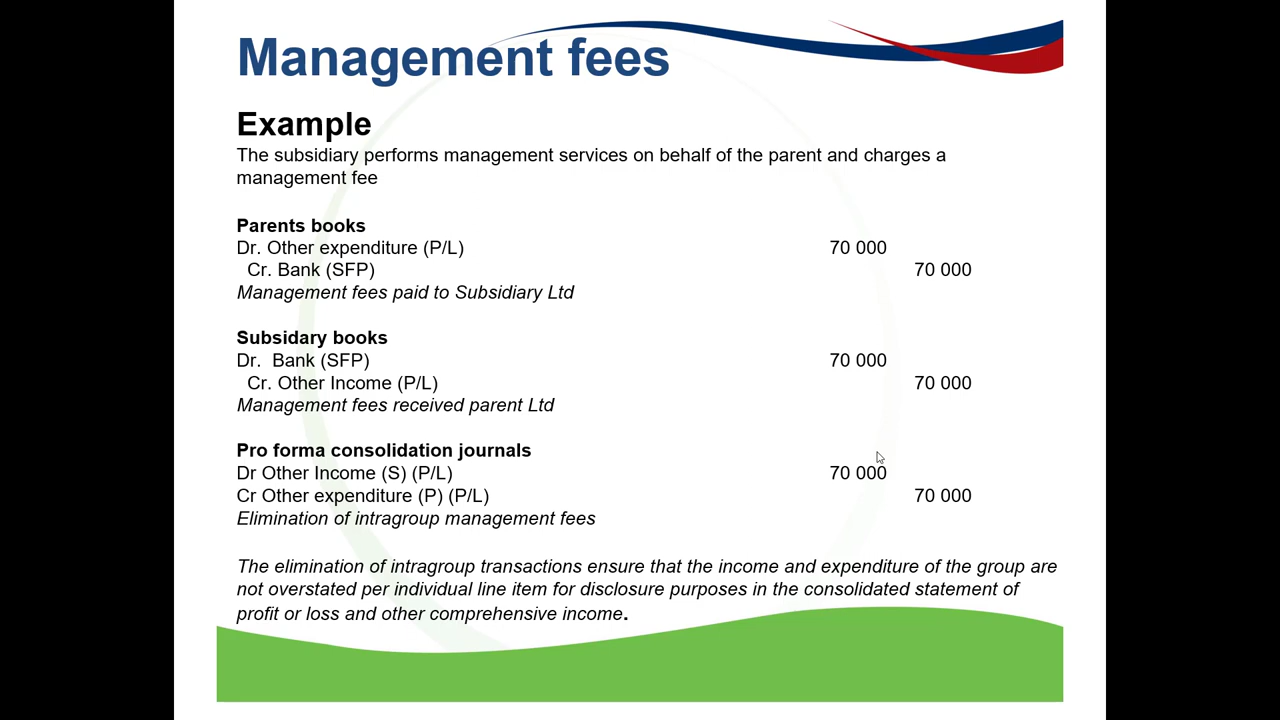 Management fees
Example
The subsidiary performs management services on behalf of the parent and charges a
management fee
Parents books
Dr. Other expenditure (P/L) 70 000
Cr. Bank (SFP) 70 000
Management fees paid to Subsidiary Ltd
Subsidary books
Dr.  Bank (SFP) 70 000
Cr. Other Income (P/L) 70 000
Management fees received parent Ltd
Pro forma consolidation journals
Dr Other Income (S) (P/L) 70 000
Cr Other expenditure (P) (P/L) 70 000
Elimination of intragroup management fees
The elimination of intragroup transactions ensure that the income and expenditure of the group are
not overstated per individual line item for disclosure purposes in the consolidated statement of
profit or loss and other comprehensive income.